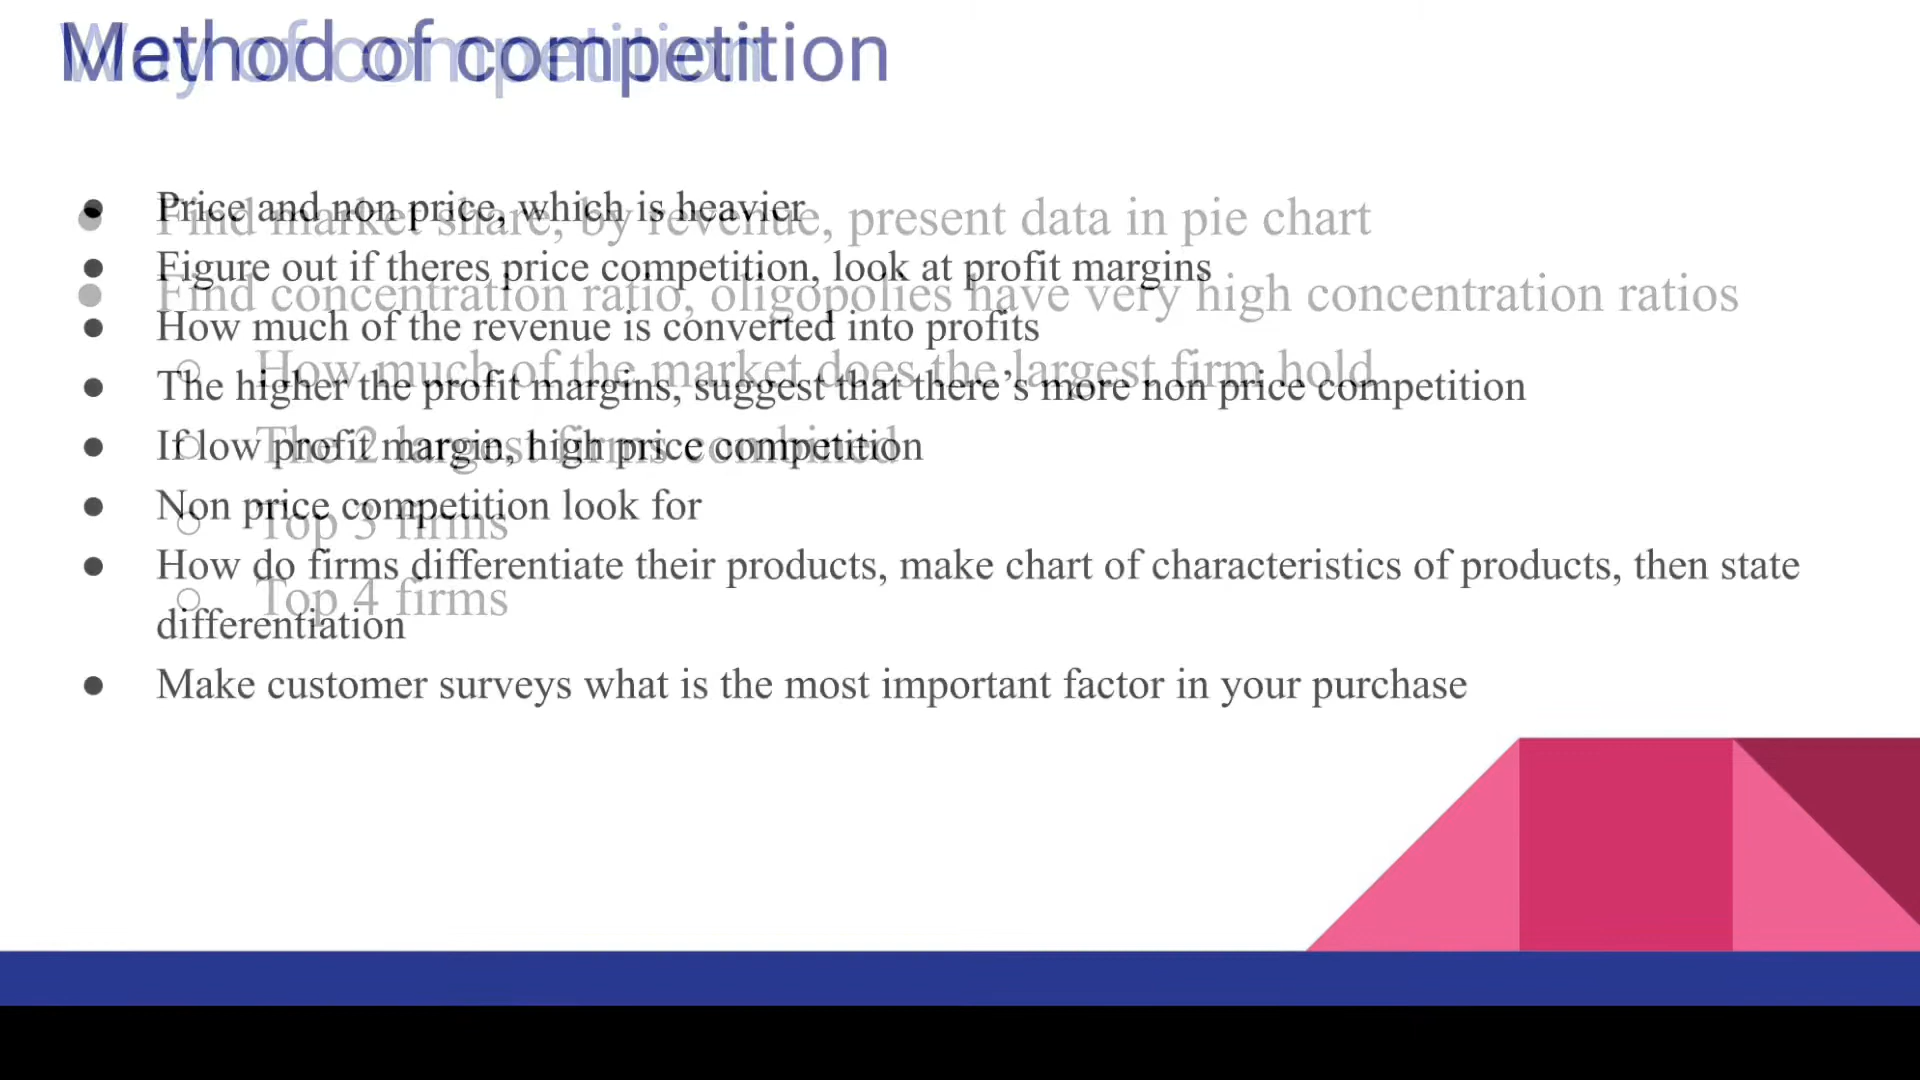 Method of competition
Way of competition
● Price and non price, which is heavier
● Figure out if theres price competition, look at profit margins
● How much of the revenue is converted into profits
● The higher the profit margins, suggest that there’s more non price competition
● If low profit margin, high price competition
● Non price competition look for
● How do firms differentiate their products, make chart of characteristics of products, then state
differentiation
● Make customer surveys what is the most important factor in your purchase
● Find market share, by revenue, present data in pie chart
● Find concentration ratio, oligopolies have very high concentration ratios
○ How much of the market does the largest firm hold
○ The 2 largest firms combined
○ Top 3 firms
○ Top 4 firms